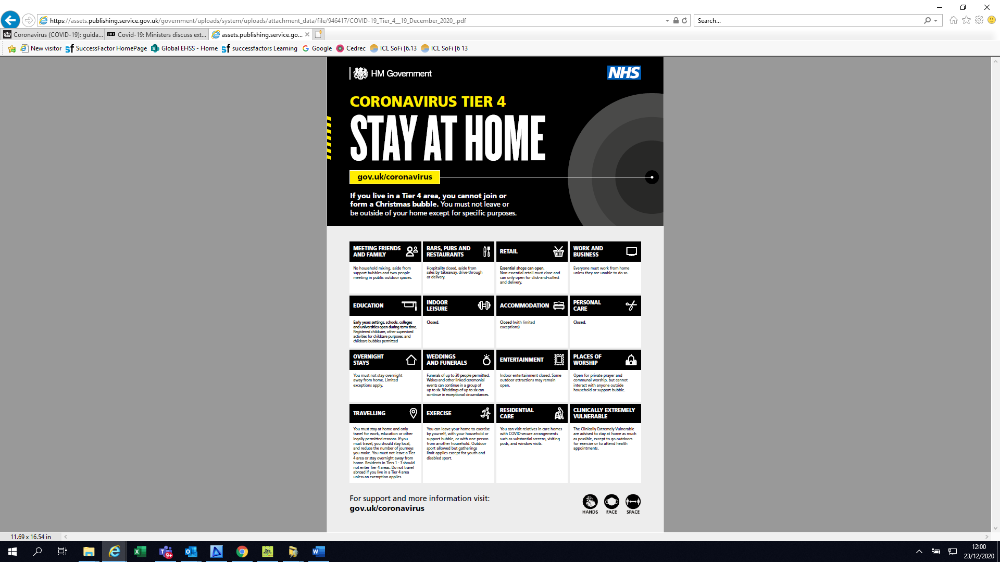 https://assets.publishing.service.gov.uk/government/uploads/system/uploads/attachment_data/file/946417/COVID-19_Tier_4__19_December_2020_.pdf
Search...
Coronavirus (COVID-19): guida...
BBC Covid-19: Ministers discuss ext...
assets.publishing.service.go...
New visitor
SuccessFactor HomePage
Global EHSS - Home
successfactors Learning
Google
Cedrec
ICL SoFi [6.13
ICL SoFi [6 13
HM Government
NHS
CORONAVIRUS TIER 4
STAY AT HOME
gov.uk/coronavirus
If you live in a Tier 4 area, you cannot join or
form a Christmas bubble. You must not leave or
be outside of your home except for specific purposes.
MEETING FRIENDS
AND FAMILY
No household mixing, aside from
support bubbles and two people
meeting in public outdoor spaces.
BARS, PUBS AND
RESTAURANTS
Hospitality closed, aside from
sales by takeaway, drive-through
or delivery.
RETAIL
Essential shops can open.
Non-essential retail must close and
can only open for click-and-collect
and delivery.
WORK AND
BUSINESS
Everyone must work from home
unless they are unable to do so.
EDUCATION
Early years settings, schools, colleges
and universities open during term time.
Registered childcare, other supervised
activities for childcare purposes, and
childcare bubbles permitted
INDOOR
LEISURE
Closed.
ACCOMMODATION
Closed (with limited
exceptions)
PERSONAL
CARE
Closed.
OVERNIGHT
STAYS
You must not stay overnight
away from home. Limited
exceptions apply.
WEDDINGS
AND FUNERALS
Funerals of up to 30 people permitted.
Wakes and other linked ceremonial
events can continue in a group of
up to six. Weddings of up to six can
continue in exceptional circumstances.
ENTERTAINMENT
Indoor entertainment closed. Some
outdoor attractions may remain
open.
PLACES OF
WORSHIP
Open for private prayer and
communal worship, but cannot
interact with anyone outside
household or support bubble.
TRAVELLING
You must stay at home and only
travel for work, education or other
legally permitted reasons. If you
must travel, you should stay local,
and reduce the number of journeys
you make. You must not leave a Tier
4 area or stay overnight away from
home. Residents in Tiers 1 - 3 should
not enter Tier 4 areas. Do not travel
abroad if you live in a Tier 4 area
unless an exemption applies.
EXERCISE
You can leave your home to exercise
by yourself, with your household or
support bubble, or with one person
from another household. Outdoor
sport allowed but gatherings
limit applies except for youth and
disabled sport.
RESIDENTIAL
CARE
You can visit relatives in care homes
with COVID-secure arrangements
such as substantial screens, visiting
pods, and window visits.
CLINICALLY EXTREMELY
VULNERABLE
The Clinically Extremely Vulnerable
are advised to stay at home as much
as possible, except to go outdoors
for exercise or to attend health
appointments.
For support and more information visit:
gov.uk/coronavirus
HANDS
FACE
SPACE
11.69 x 16.54 in
9+
12:00
23/12/2020